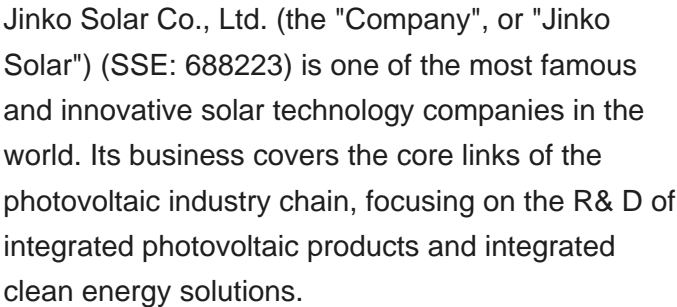 Jinko Solar Co., Ltd. (the "Company", or "Jinko
Solar") (SSE: 688223) is one of the most famous
and innovative solar technology companies in the
world. Its business covers the core links of the
photovoltaic industry chain, focusing on the R& D of
integrated photovoltaic products and integrated
clean energy solutions.